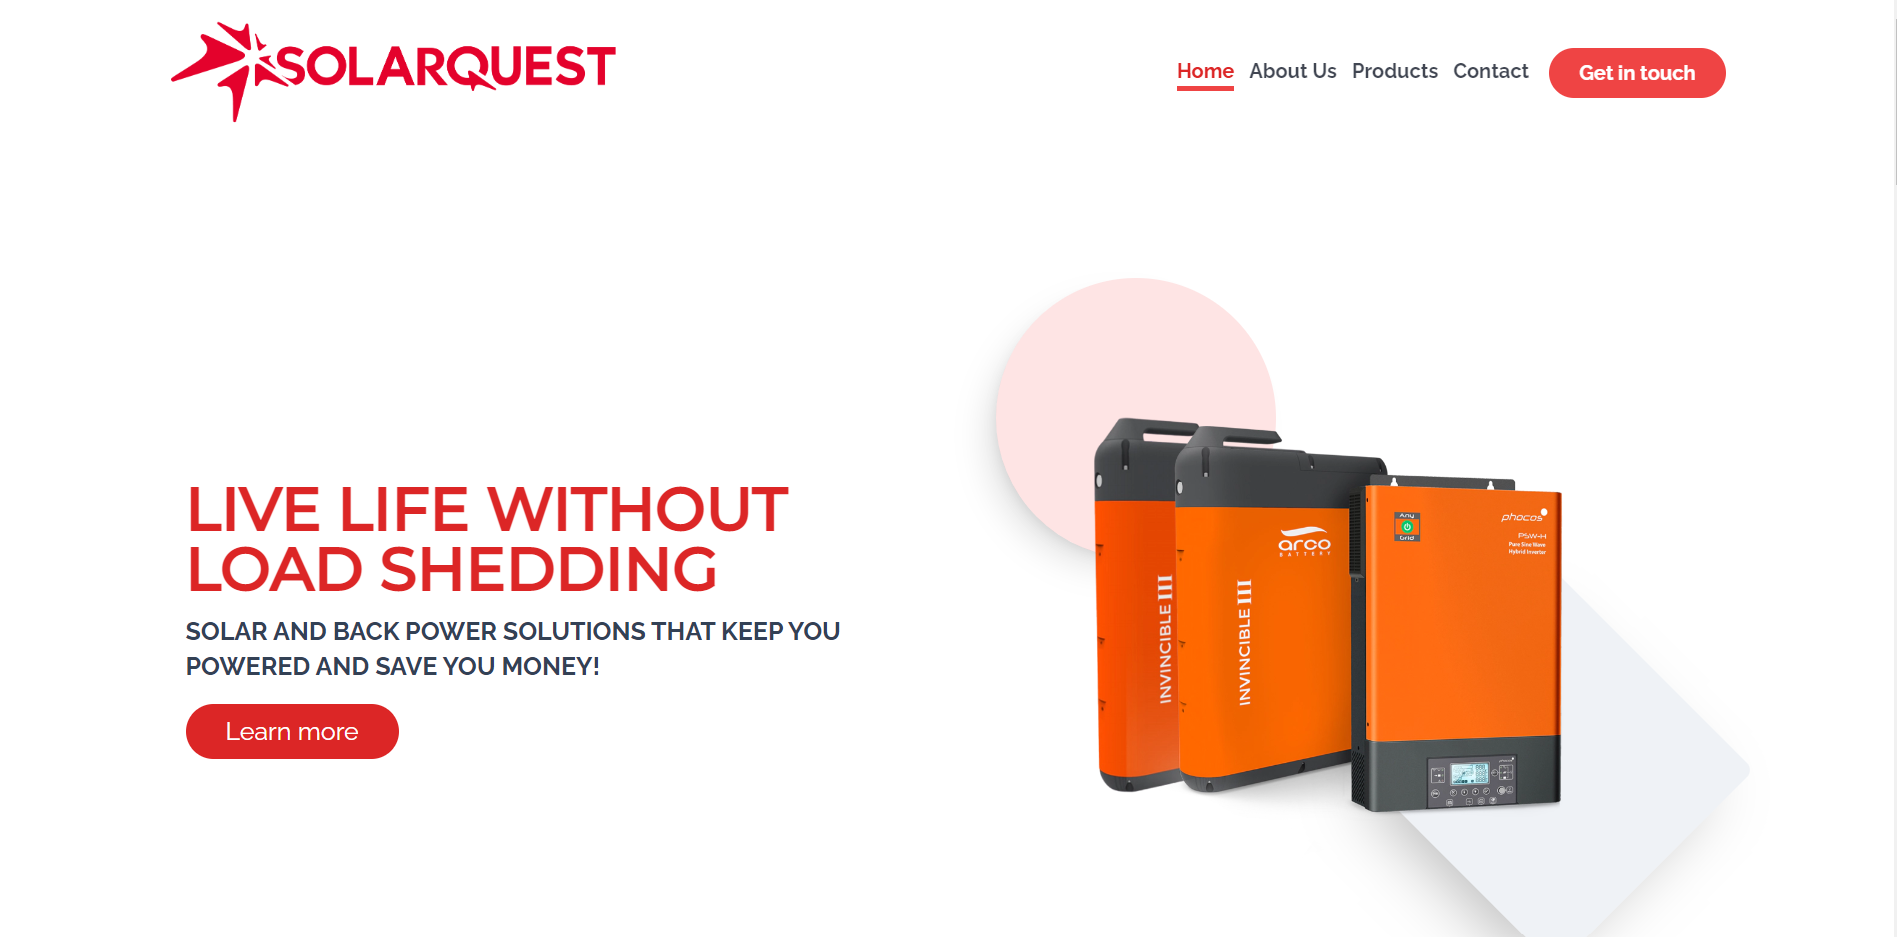 SOLARQUEST
Home About Us Products Contact Get in touch
LIVE LIFE WITHOUT
LOAD SHEDDING
SOLAR AND BACK POWER SOLUTIONS THAT KEEP YOU
POWERED AND SAVE YOU MONEY!
Learn more
INVINCIBLE III
arco
BATTERY
INVINCIBLE III
Any
Grid
phocos
PSW-H
Pure Sine Wave
Hybrid Inverter
phocos